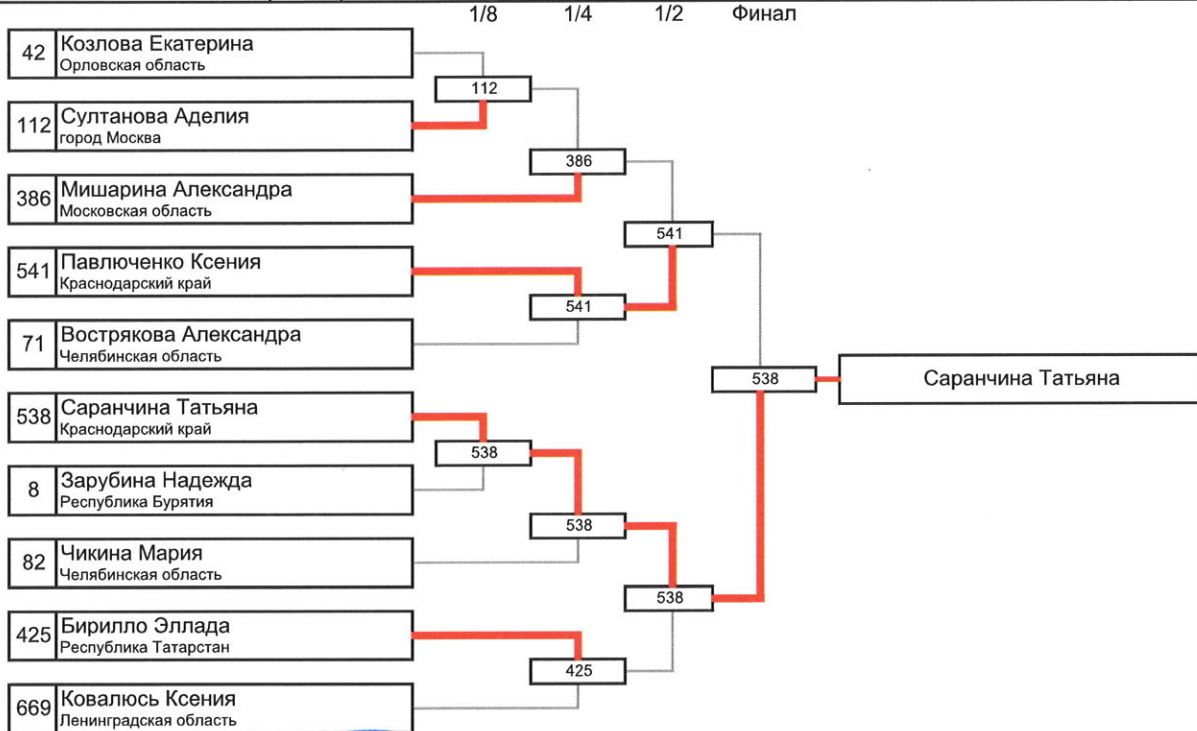 1/8 1/4 1/2 Финал
42 Козлова Екатерина
Орловская область
112
112 Султанова Аделия
город Москва
386
386 Мишарина Александра
Московская область
541
541 Павлюченко Ксения
Краснодарский край
541
71 Вострякова Александра
Челябинская область
538 Саранчина Татьяна
538 Саранчина Татьяна
Краснодарский край
538
8 Зарубина Надежда
Республика Бурятия
538
82 Чикина Мария
Челябинская область
538
425 Бирилло Эллада
Республика Татарстан
425
669 Ковалюсь Ксения
Ленинградская область